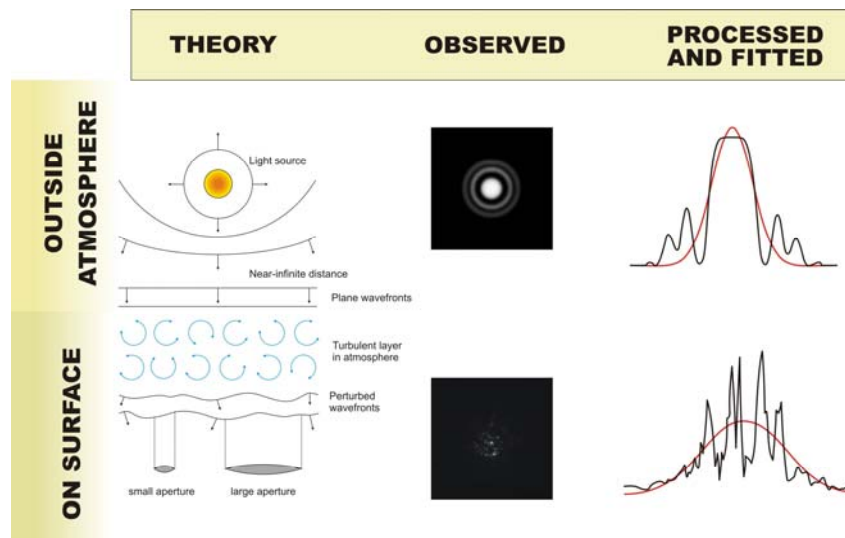 THEORY
OBSERVED
PROCESSED
AND FITTED
OUTSIDE
ATMOSPHERE
Light source
Near-infinite distance
Plane wavefronts
ON SURFACE
Turbulent layer
in atmosphere
Perturbed
wavefronts
small aperture
large aperture